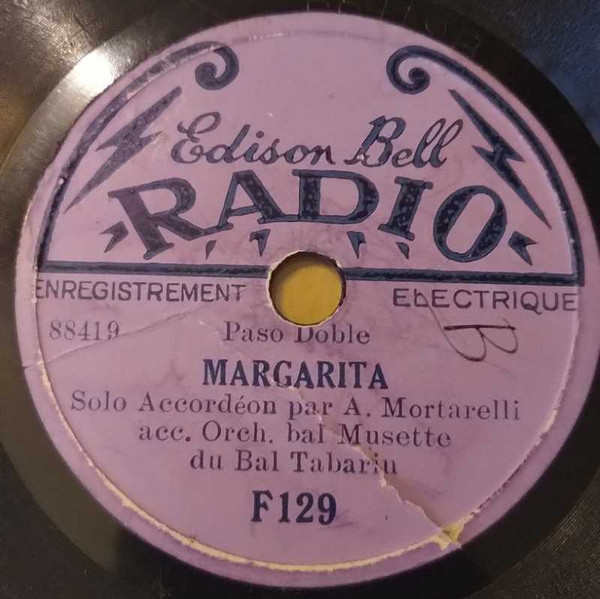 Edison Bell
RADIO
ENREGISTREMENT ELECTRIQUE
88419 Paso Doble
B
MARGARITA
Solo Accordéon par A. Mortarelli
acc. Orch. bal Musette
du Bal Tabarin
F129